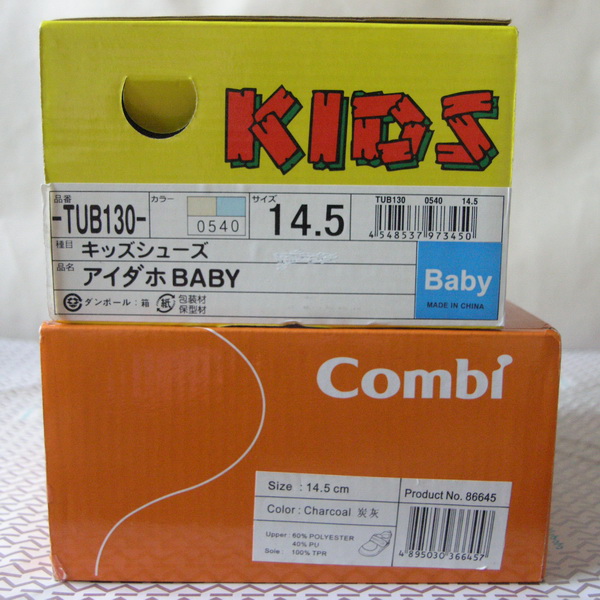 KIDS
品番
-TUB130-
カラー
0540
サイズ
14.5
TUB130 0540 14.5
4 548537 973450
種目
キッズシューズ
品名
アイダホBABY
ダンボール:箱
紙
包装材
保型材
Baby
MADE IN CHINA
Combi
Size : 14.5 cm
Color : Charcoal 炭灰
Upper : 60% POLYESTER
40% PU
Sole : 100% TPR
Product No. 86645
4 895030 366457